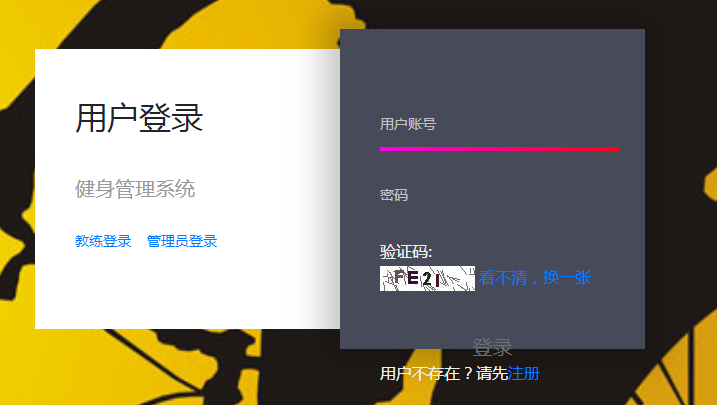 用户登录
健身管理系统
教练登录 管理员登录
用户账号
密码
验证码:
FE2I 看不清，换一张
登录
用户不存在？请先注册